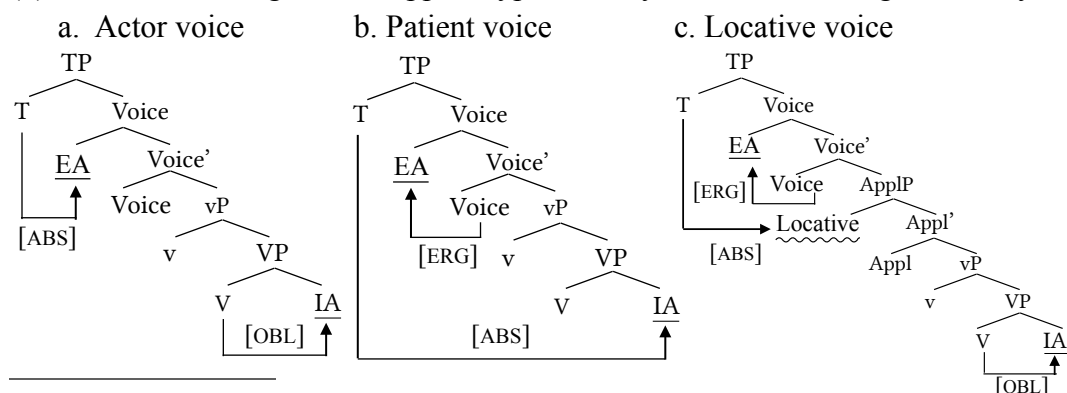 a. Actor voice
TP
T Voice
EA Voice'
Voice vP
[ABS]
v VP
V IA
[OBL]
b. Patient voice
TP
T Voice
EA Voice'
Voice vP
[ERG]
v VP
V IA
[ABS]
c. Locative voice
TP
T Voice
EA Voice'
[ERG] Voice ApplP
Locative Appl'
[ABS]
Appl vP
v VP
V IA
[OBL]